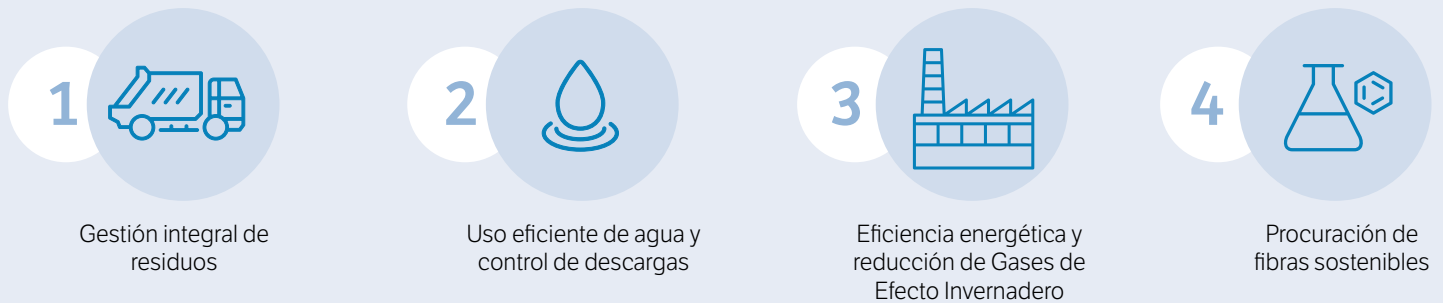 1
Gestión integral de
residuos
2
Uso eficiente de agua y
control de descargas
3
Eficiencia energética y
reducción de Gases de
Efecto Invernadero
4
Procuración de
fibras sostenibles